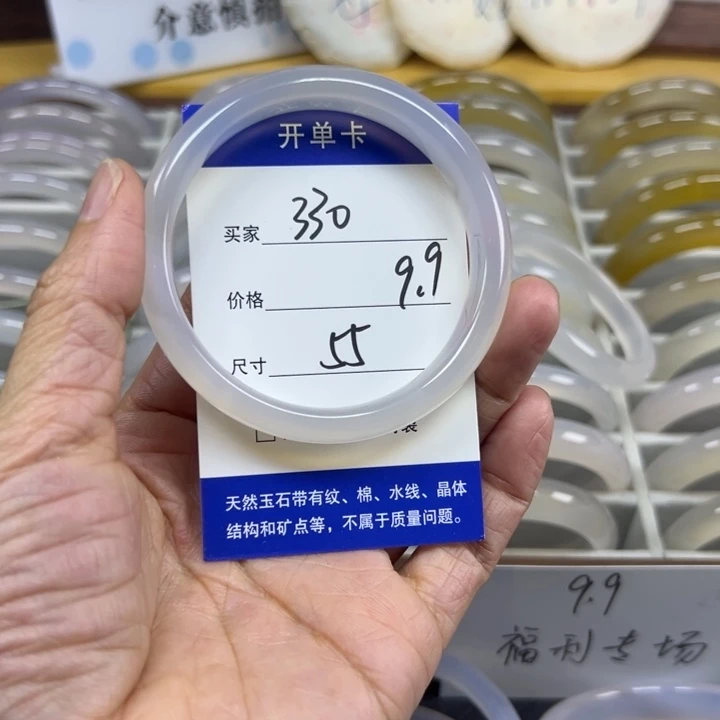 介意慎拍
开单卡
买家 330
价格 9.9
尺寸 55
天然玉石带有纹、棉、水线、晶体
结构和矿点等，不属于质量问题。
9.9
福利专场